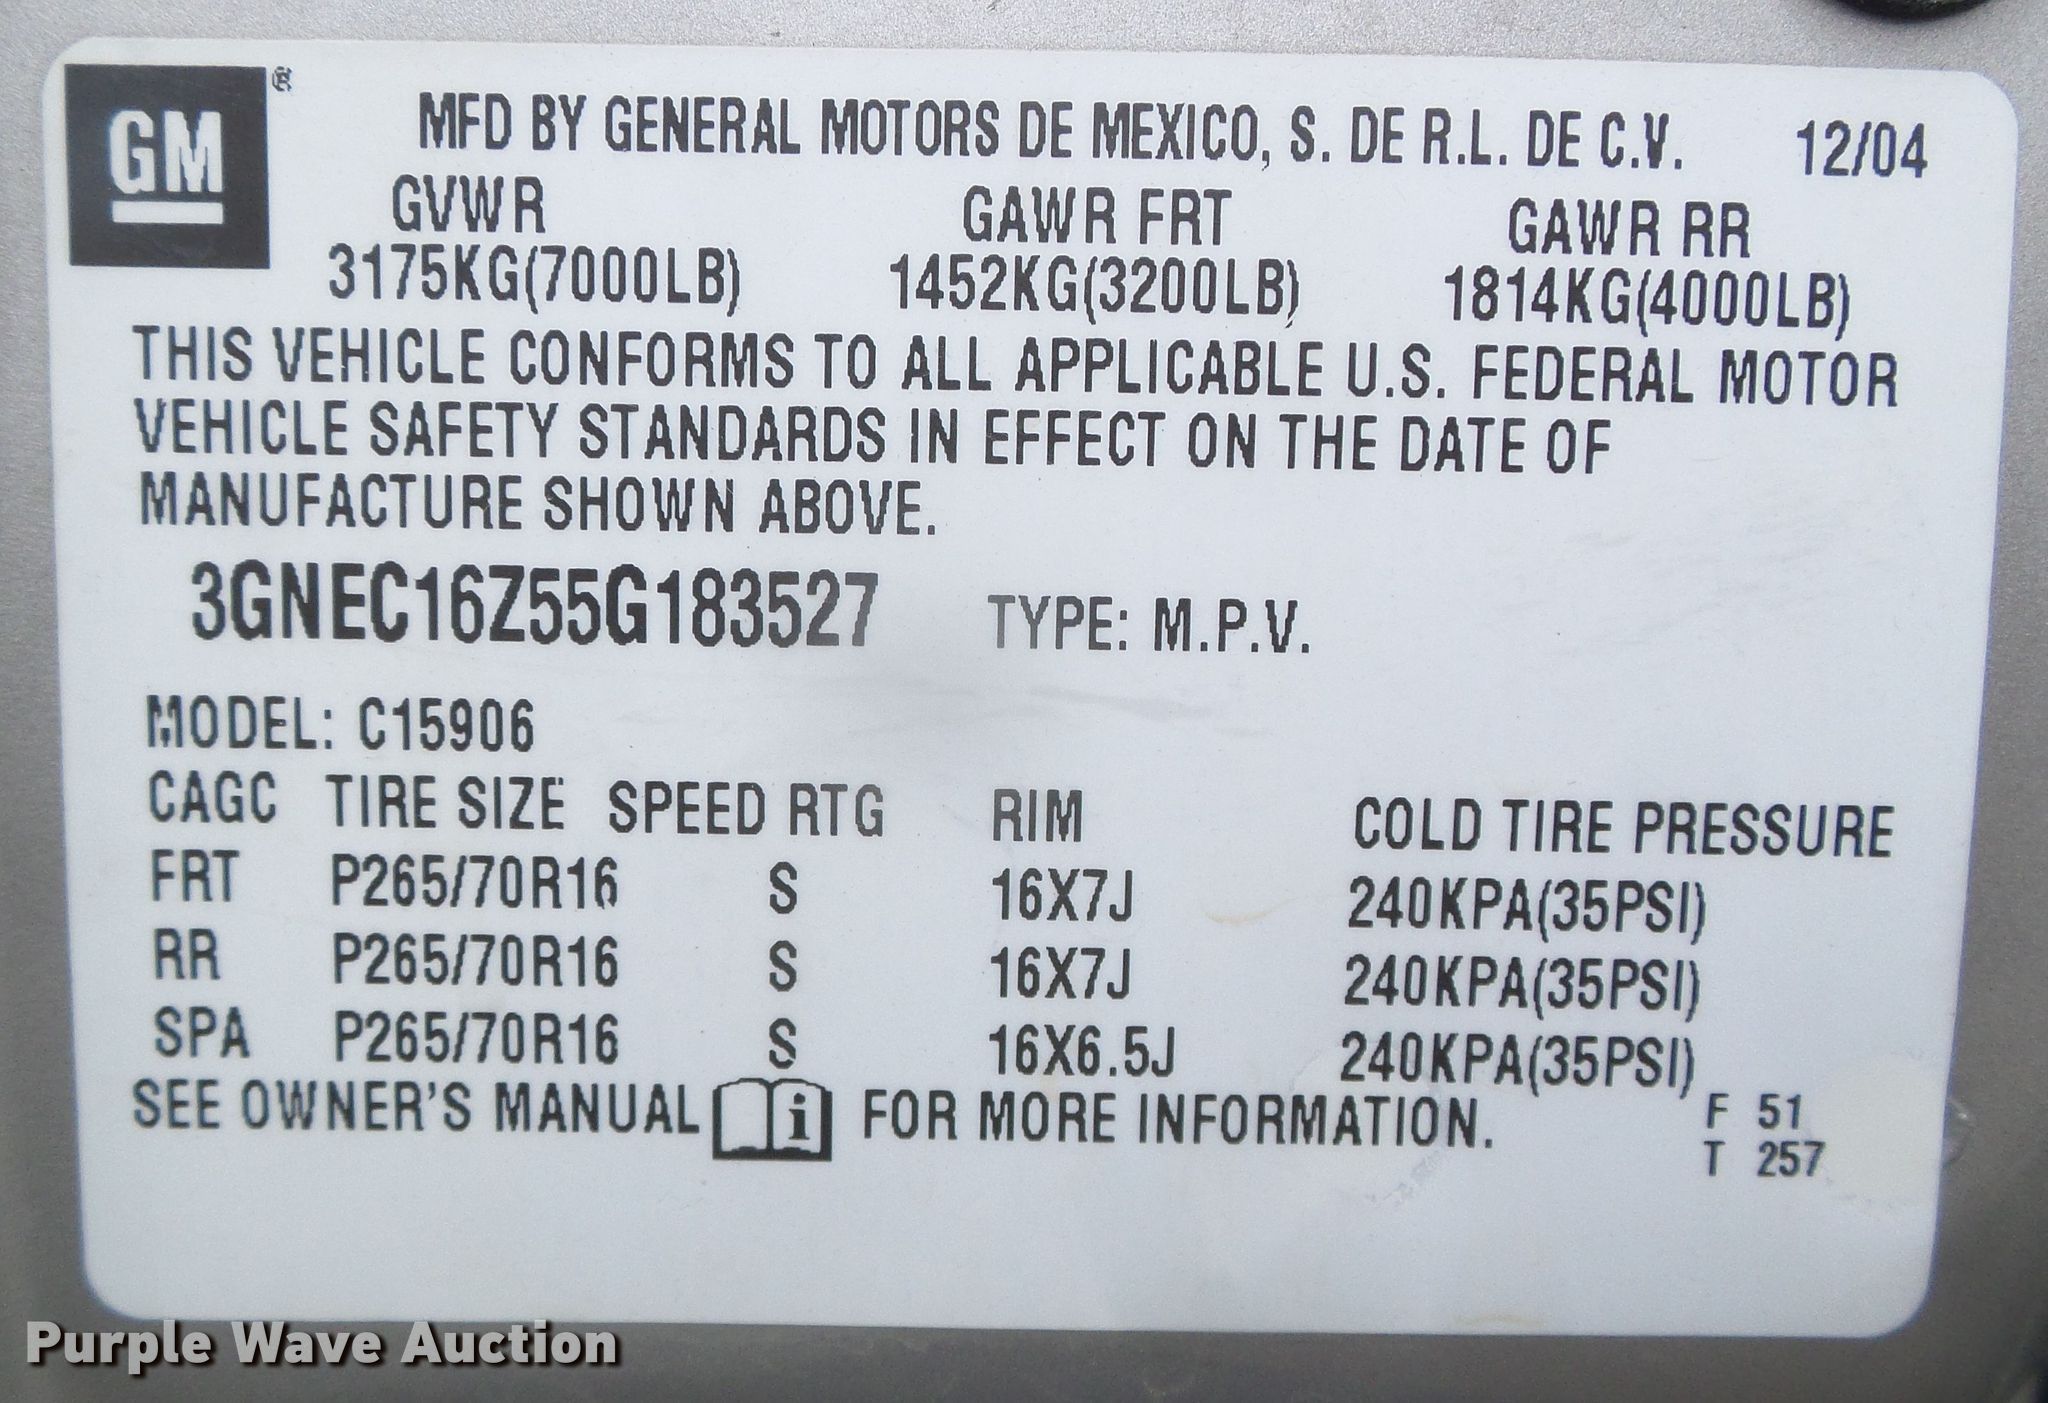 GM ®
MFD BY GENERAL MOTORS DE MEXICO, S. DE R.L. DE C.V. 12/04
GVWR GAWR FRT GAWR RR
3175KG(7000LB) 1452KG(3200LB) 1814KG(4000LB)
THIS VEHICLE CONFORMS TO ALL APPLICABLE U.S. FEDERAL MOTOR
VEHICLE SAFETY STANDARDS IN EFFECT ON THE DATE OF
MANUFACTURE SHOWN ABOVE.
3GNEC16Z55G183527 TYPE: M.P.V.
MODEL: C15906
CAGC TIRE SIZE SPEED RTG RIM COLD TIRE PRESSURE
FRT P265/70R16 S 16X7J 240KPA(35PSI)
RR P265/70R16 S 16X7J 240KPA(35PSI)
SPA P265/70R16 S 16X6.5J 240KPA(35PSI)
SEE OWNER'S MANUAL i FOR MORE INFORMATION.
F 51
T 257
Purple Wave Auction